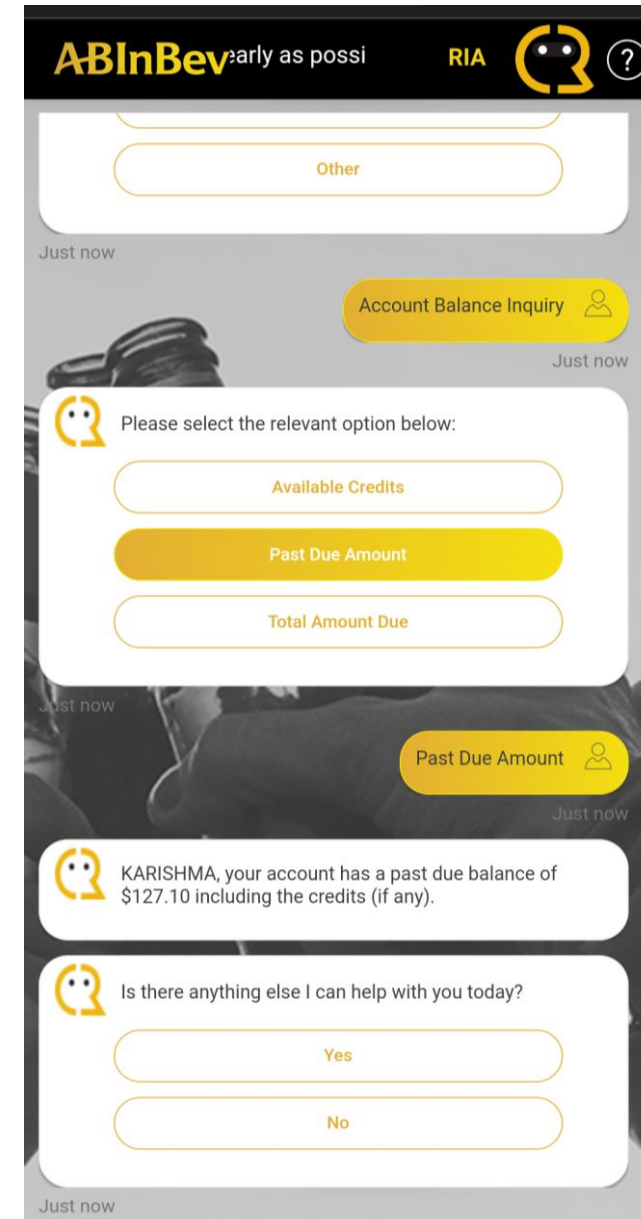 ABInBev
early as possi
RIA
?
Other
Just now
Account Balance Inquiry
Just now
Please select the relevant option below:
Available Credits
Past Due Amount
Total Amount Due
Just now
Past Due Amount
Just now
KARISHMA, your account has a past due balance of
$127.10 including the credits (if any).
Is there anything else I can help with you today?
Yes
No
Just now